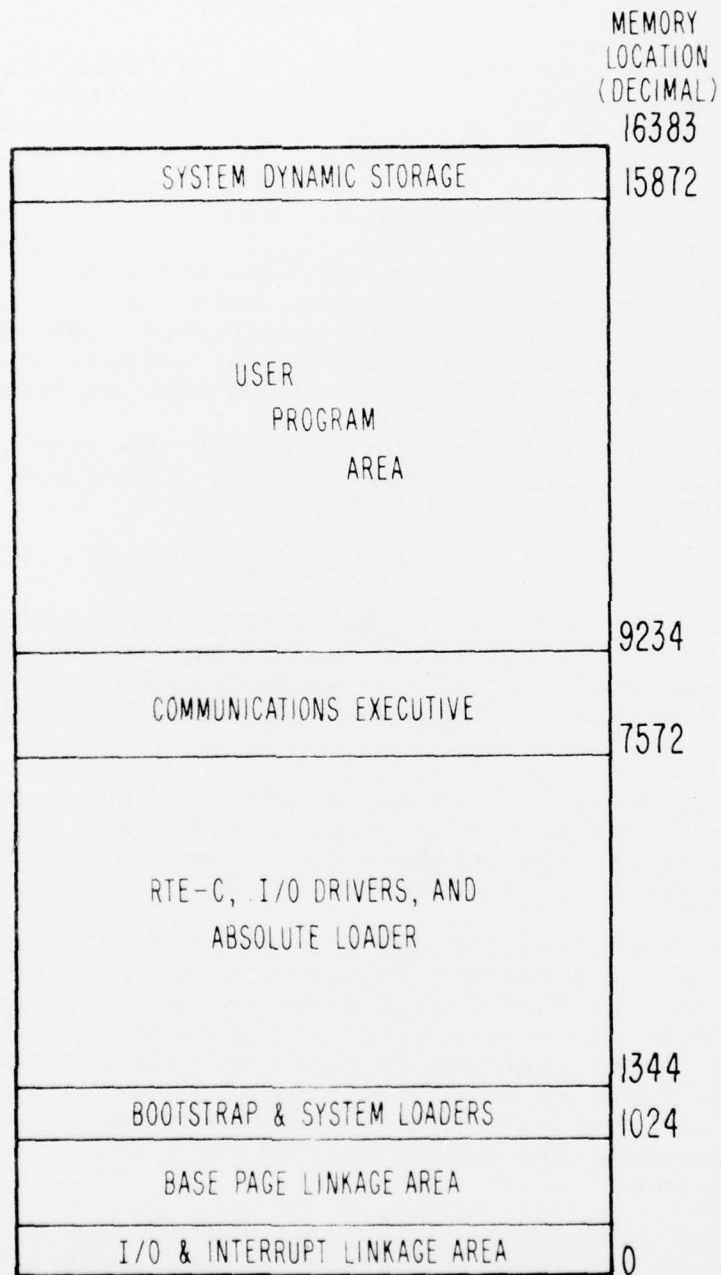 MEMORY
LOCATION
(DECIMAL)
16383
SYSTEM DYNAMIC STORAGE 15872
USER
PROGRAM
AREA
9234
COMMUNICATIONS EXECUTIVE
7572
RTE-C, I/O DRIVERS, AND
ABSOLUTE LOADER
1344
BOOTSTRAP & SYSTEM LOADERS 1024
BASE PAGE LINKAGE AREA
I/O & INTERRUPT LINKAGE AREA 0